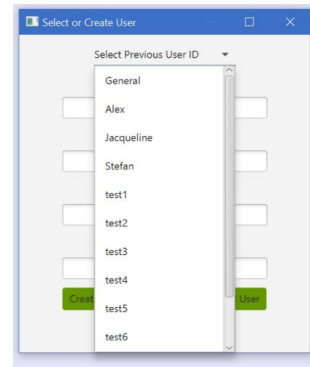 Select or Create User
Select Previous User ID
General
Alex
Jacqueline
Stefan
test1
test2
test3
test4
Creat
User
test5
test6